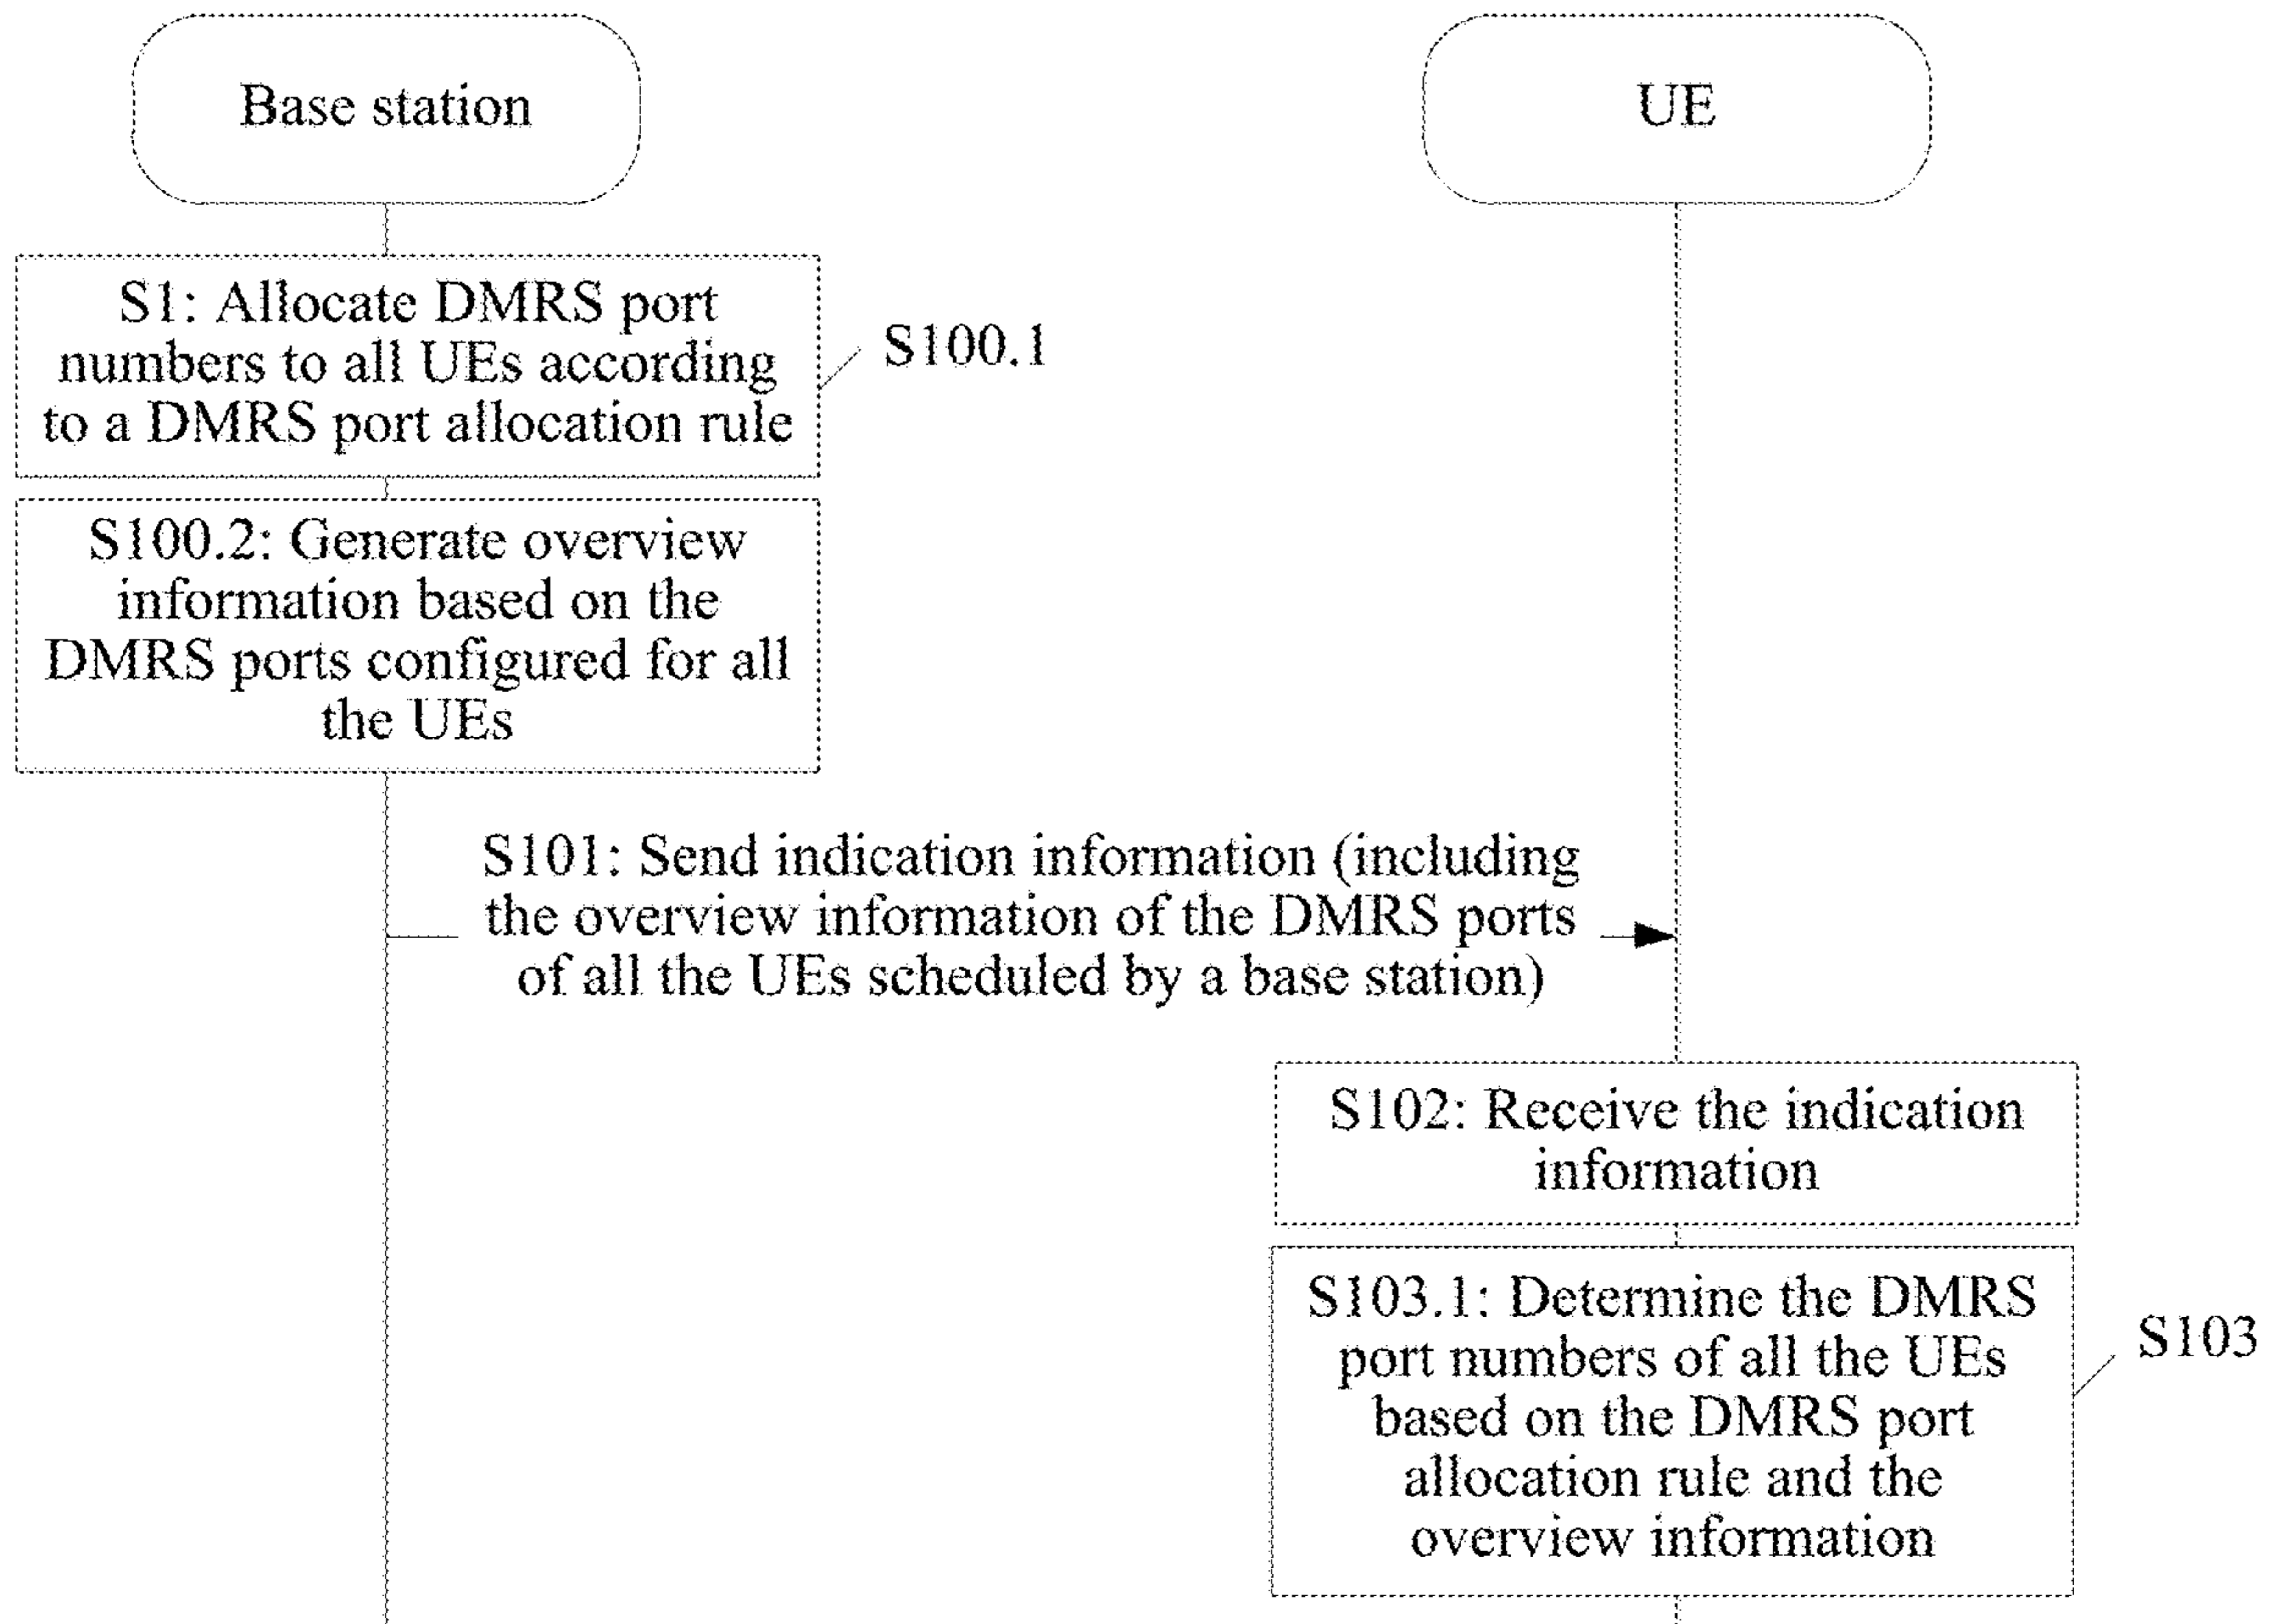 Base station
UE
S1: Allocate DMRS port
numbers to all UEs according
to a DMRS port allocation rule
S100.1
S100.2: Generate overview
information based on the
DMRS ports configured for all
the UEs
S101: Send indication information (including
the overview information of the DMRS ports
of all the UEs scheduled by a base station)
S102: Receive the indication
information
S103.1: Determine the DMRS
port numbers of all the UEs
based on the DMRS port
allocation rule and the
overview information
S103